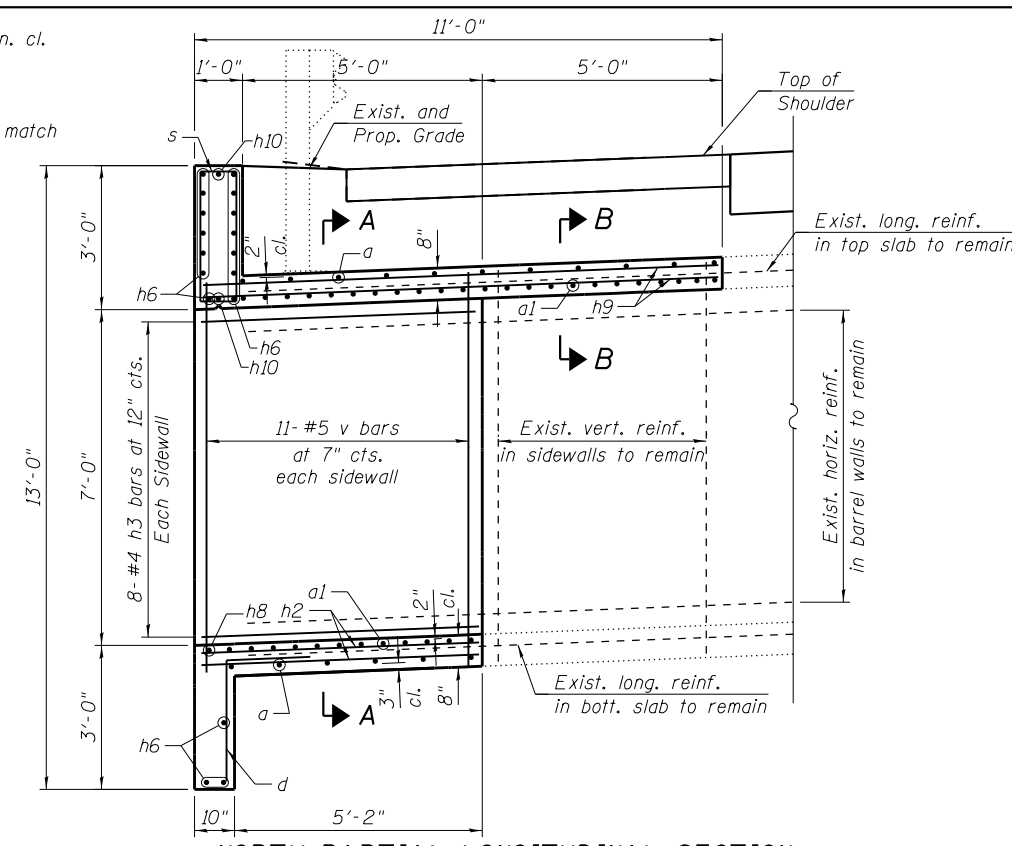 n. cl.
11'-0"
1'-0"
5'-0"
5'-0"
match
s
h10
Exist. and
Prop. Grade
Top of
Shoulder
A
B
3'-0"
2"
cl.
a
8"
Exist. long. reinf.
in top slab to remain
h6
a1
h9
h6
h10
B
13'-0"
7'-0"
8-#4 h3 bars at 12" cts.
Each Sidewall
11-#5 v bars
at 7" cts.
each sidewall
Exist. vert. reinf.
in sidewalls to remain
Exist. horiz. reinf.
in barrel walls to remain
a1
h8 h2
2"
cl.
3'-0"
a
A
3"
cl.
8"
Exist. long. reinf.
in bott. slab to remain
h6
d
10"
5'-2"
NORTH PARTIAL LONGITUDINAL SECTION